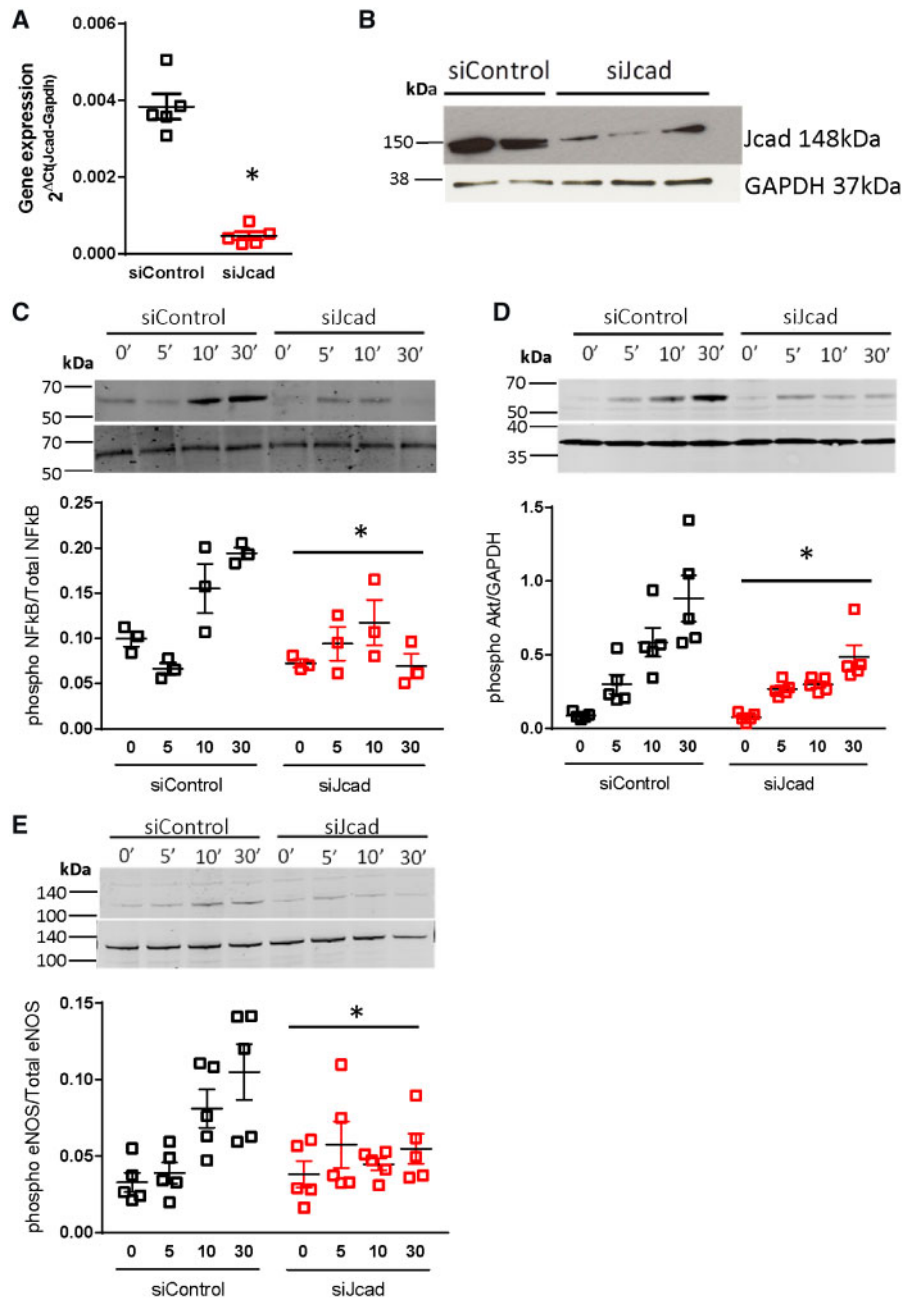 A
Gene expression
2^ΔCt(Jcad-Gapdh)
0.006
0.004
0.002
0.000
*
siControl siJcad
B
siControl siJcad
kDa
150
38
Jcad 148kDa
GAPDH 37kDa
C
siControl siJcad
kDa 0' 5' 10' 30' 0' 5' 10' 30'
70
50
70
50
phospho NFkB/Total NFkB
0.25
0.20
0.15
0.10
0.05
0.00
*
0 5 10 30 0 5 10 30
siControl siJcad
D
siControl siJcad
kDa 0' 5' 10' 30' 0' 5' 10' 30'
70
50
40
35
phospho Akt/GAPDH
1.5
1.0
0.5
0.0
*
0 5 10 30 0 5 10 30
siControl siJcad
E
siControl siJcad
kDa 0' 5' 10' 30' 0' 5' 10' 30'
140
100
140
100
phospho eNOS/Total eNOS
0.15
0.10
0.05
0.00
*
0 5 10 30 0 5 10 30
siControl siJcad